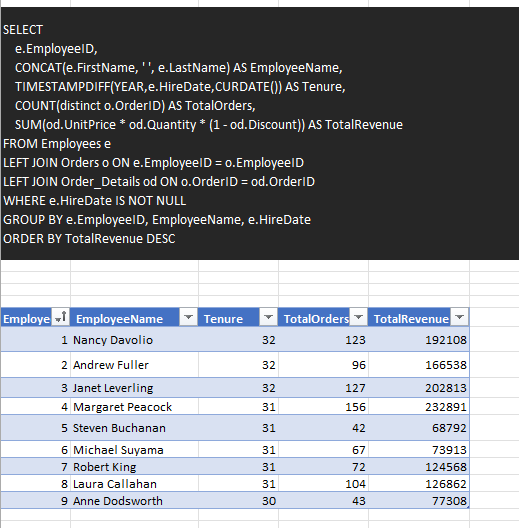 SELECT
e.EmployeeID,
CONCAT(e.FirstName, ' ', e.LastName) AS EmployeeName,
TIMESTAMPDIFF(YEAR,e.HireDate,CURDATE()) AS Tenure,
COUNT(distinct o.OrderID) AS TotalOrders,
SUM(od.UnitPrice * od.Quantity * (1 - od.Discount)) AS TotalRevenue
FROM Employees e
LEFT JOIN Orders o ON e.EmployeeID = o.EmployeeID
LEFT JOIN Order_Details od ON o.OrderID = od.OrderID
WHERE e.HireDate IS NOT NULL
GROUP BY e.EmployeeID, EmployeeName, e.HireDate
ORDER BY TotalRevenue DESC
Employe EmployeeName Tenure TotalOrders TotalRevenue
1 Nancy Davolio 32 123 192108
2 Andrew Fuller 32 96 166538
3 Janet Leverling 32 127 202813
4 Margaret Peacock 31 156 232891
5 Steven Buchanan 31 42 68792
6 Michael Suyama 31 67 73913
7 Robert King 31 72 124568
8 Laura Callahan 31 104 126862
9 Anne Dodsworth 30 43 77308